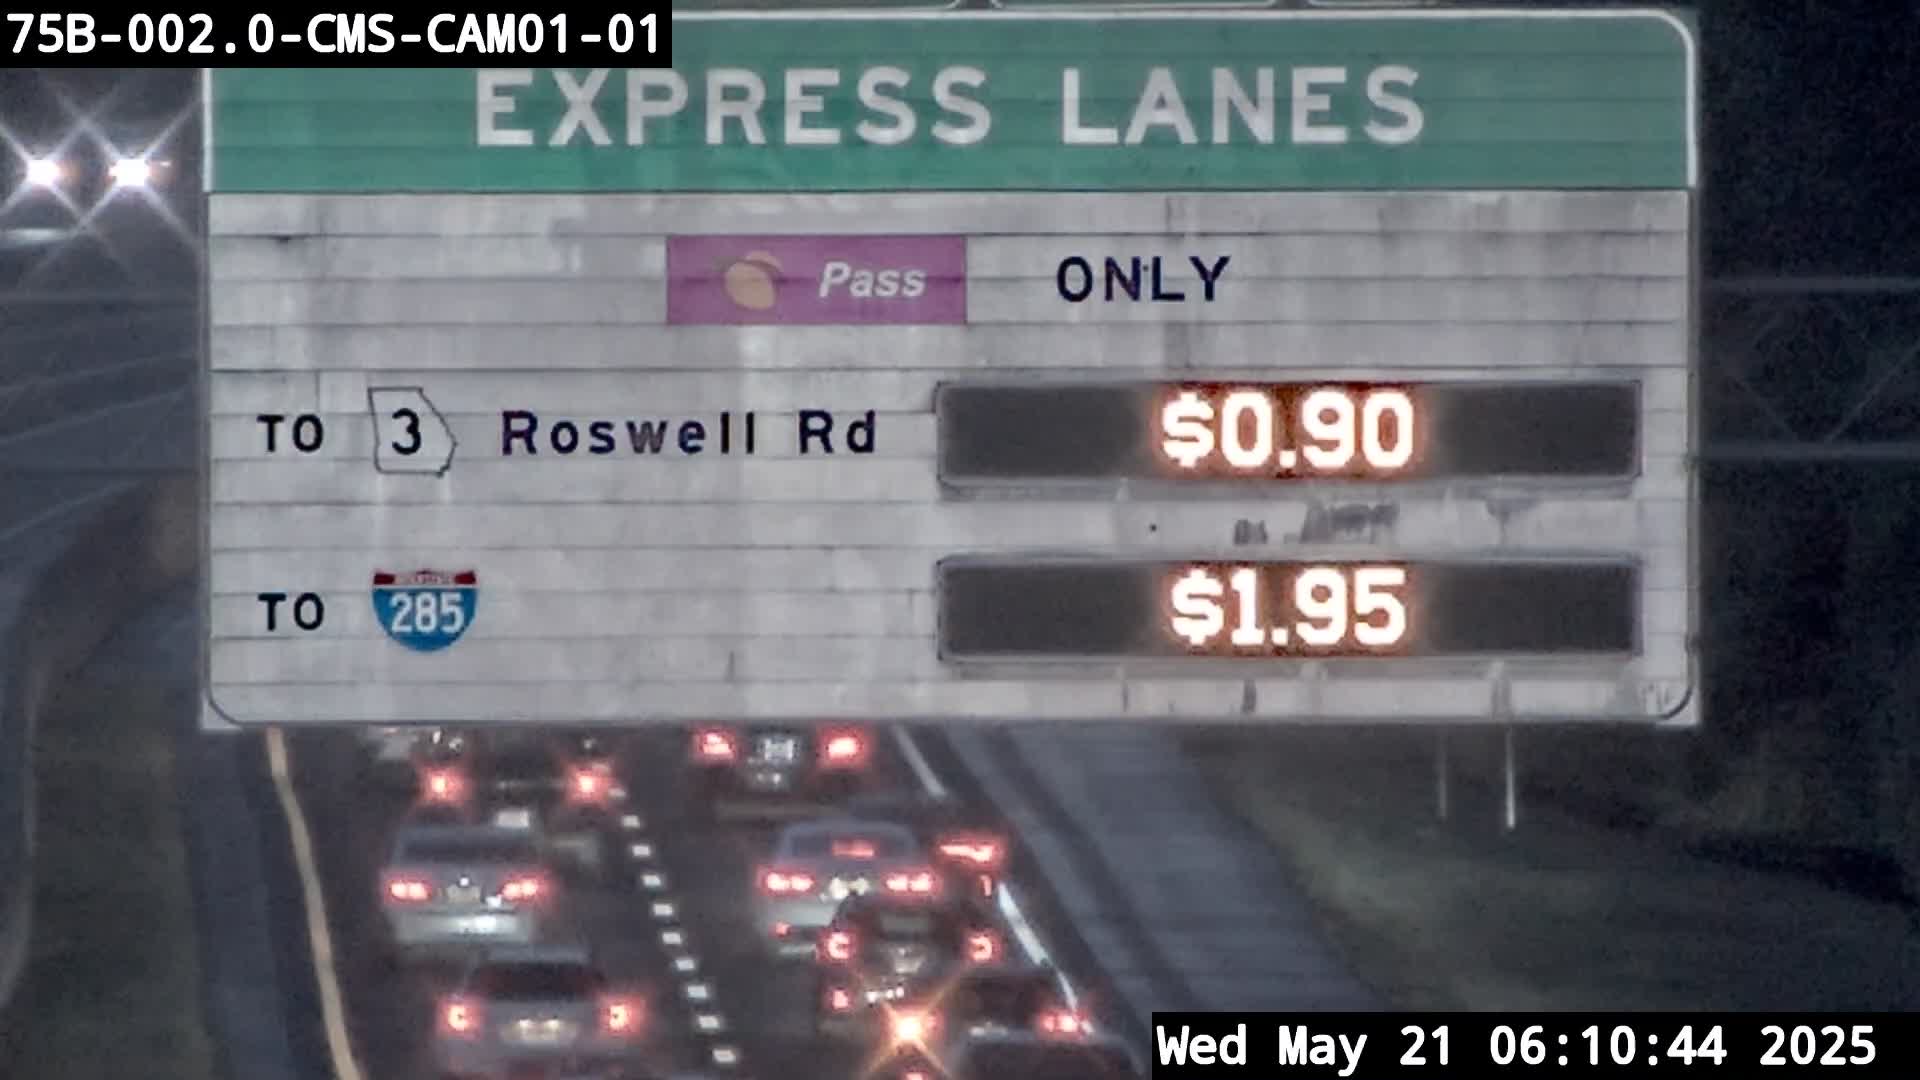 75B-002.0-CMS-CAM01-01
EXPRESS LANES
Pass ONLY
TO 3 Roswell Rd $0.90
TO 285 $1.95
Wed May 21 06:10:44 2025